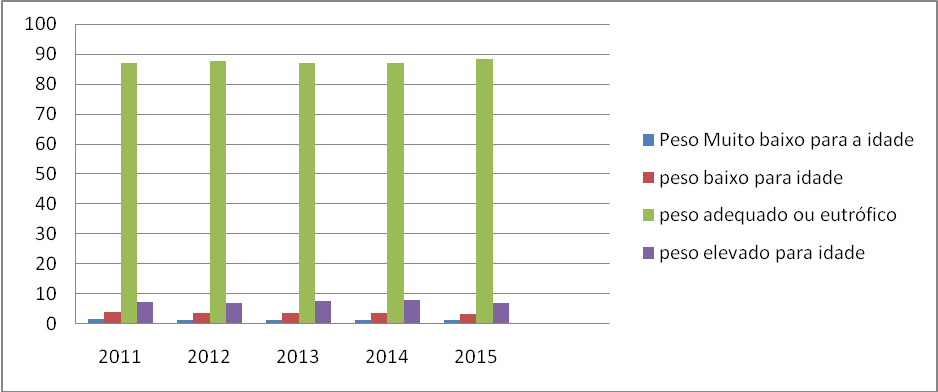 100
90
80
70
60
50
40
30
20
10
0
2011 2012 2013 2014 2015
Peso Muito baixo para a idade
peso baixo para idade
peso adequado ou eutrófico
peso elevado para idade